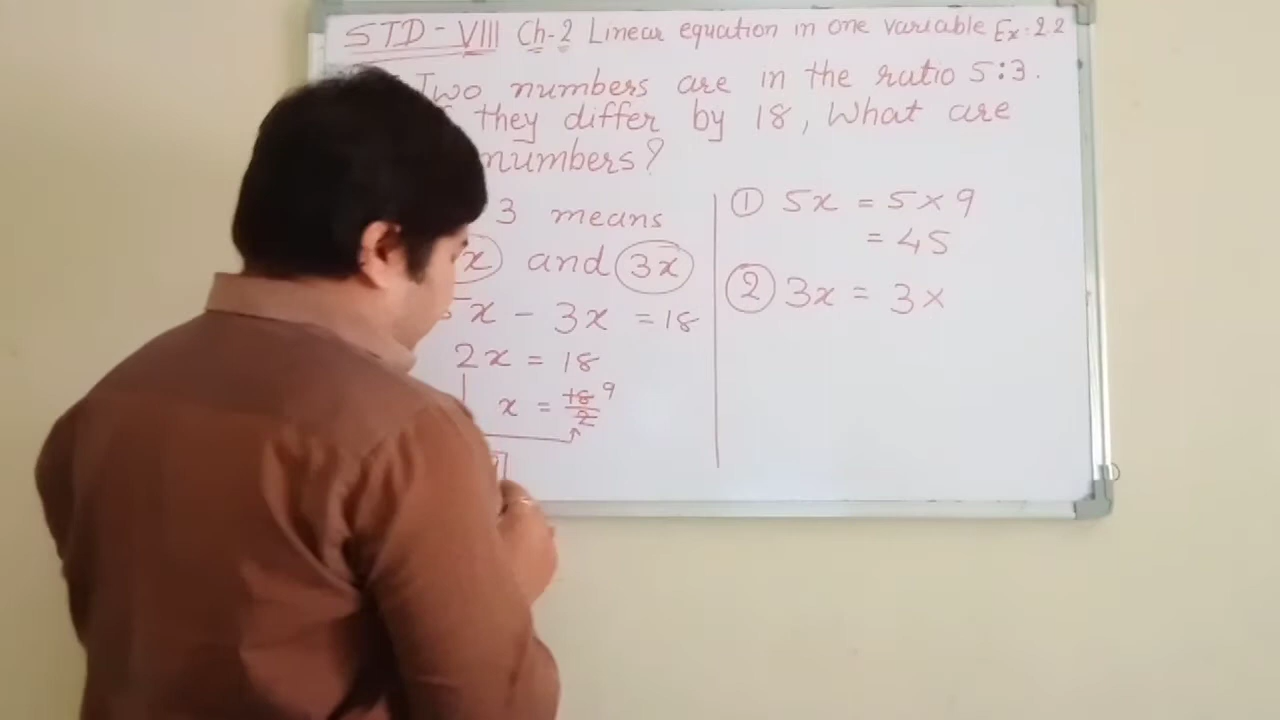 STD - VIII Ch-2 Linear equation in one variable Ex:2.2
Two numbers are in the ratio 5:3.
they differ by 18, What are
numbers?
3 means
x and 3x
5x - 3x = 18
2x = 18
x = 18/2 9
① 5x = 5 × 9
= 45
② 3x = 3 ×